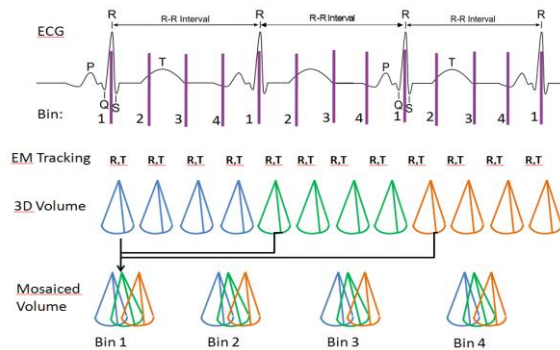 R R R R
R-R Interval R-R Interval R-R Interval
ECG
P T P T
Q S Q S
Bin: 1 2 3 4 1 2 3 4 1 2 3 4 1
EM Tracking R,T R,T R,T R,T R,T R,T R,T R,T R,T R,T R,T R,T
3D Volume
Mosaiced
Volume
Bin 1 Bin 2 Bin 3 Bin 4